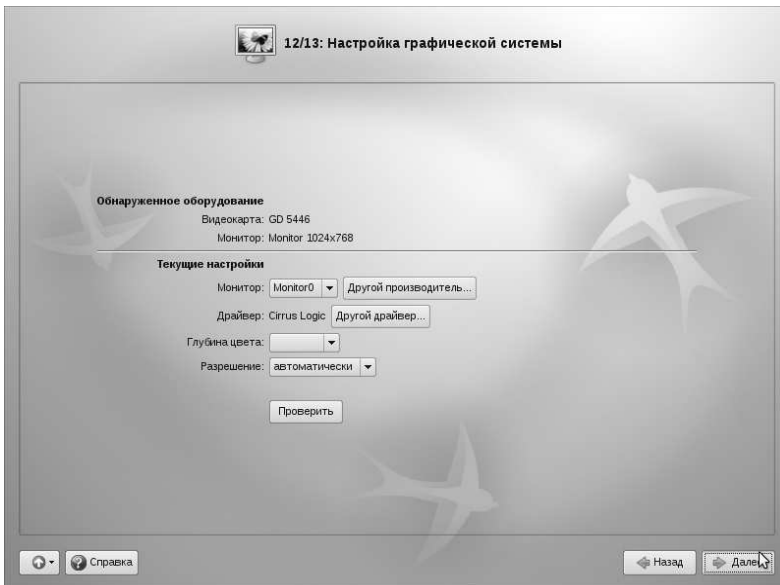 12/13: Настройка графической системы
Обнаруженное оборудование
Видеокарта: GD 5446
Монитор: Monitor 1024x768
Текущие настройки
Монитор: Monitor0 Другой производитель...
Драйвер: Cirrus Logic Другой драйвер...
Глубина цвета:
Разрешение: автоматически
Проверить
Справка Назад Далее